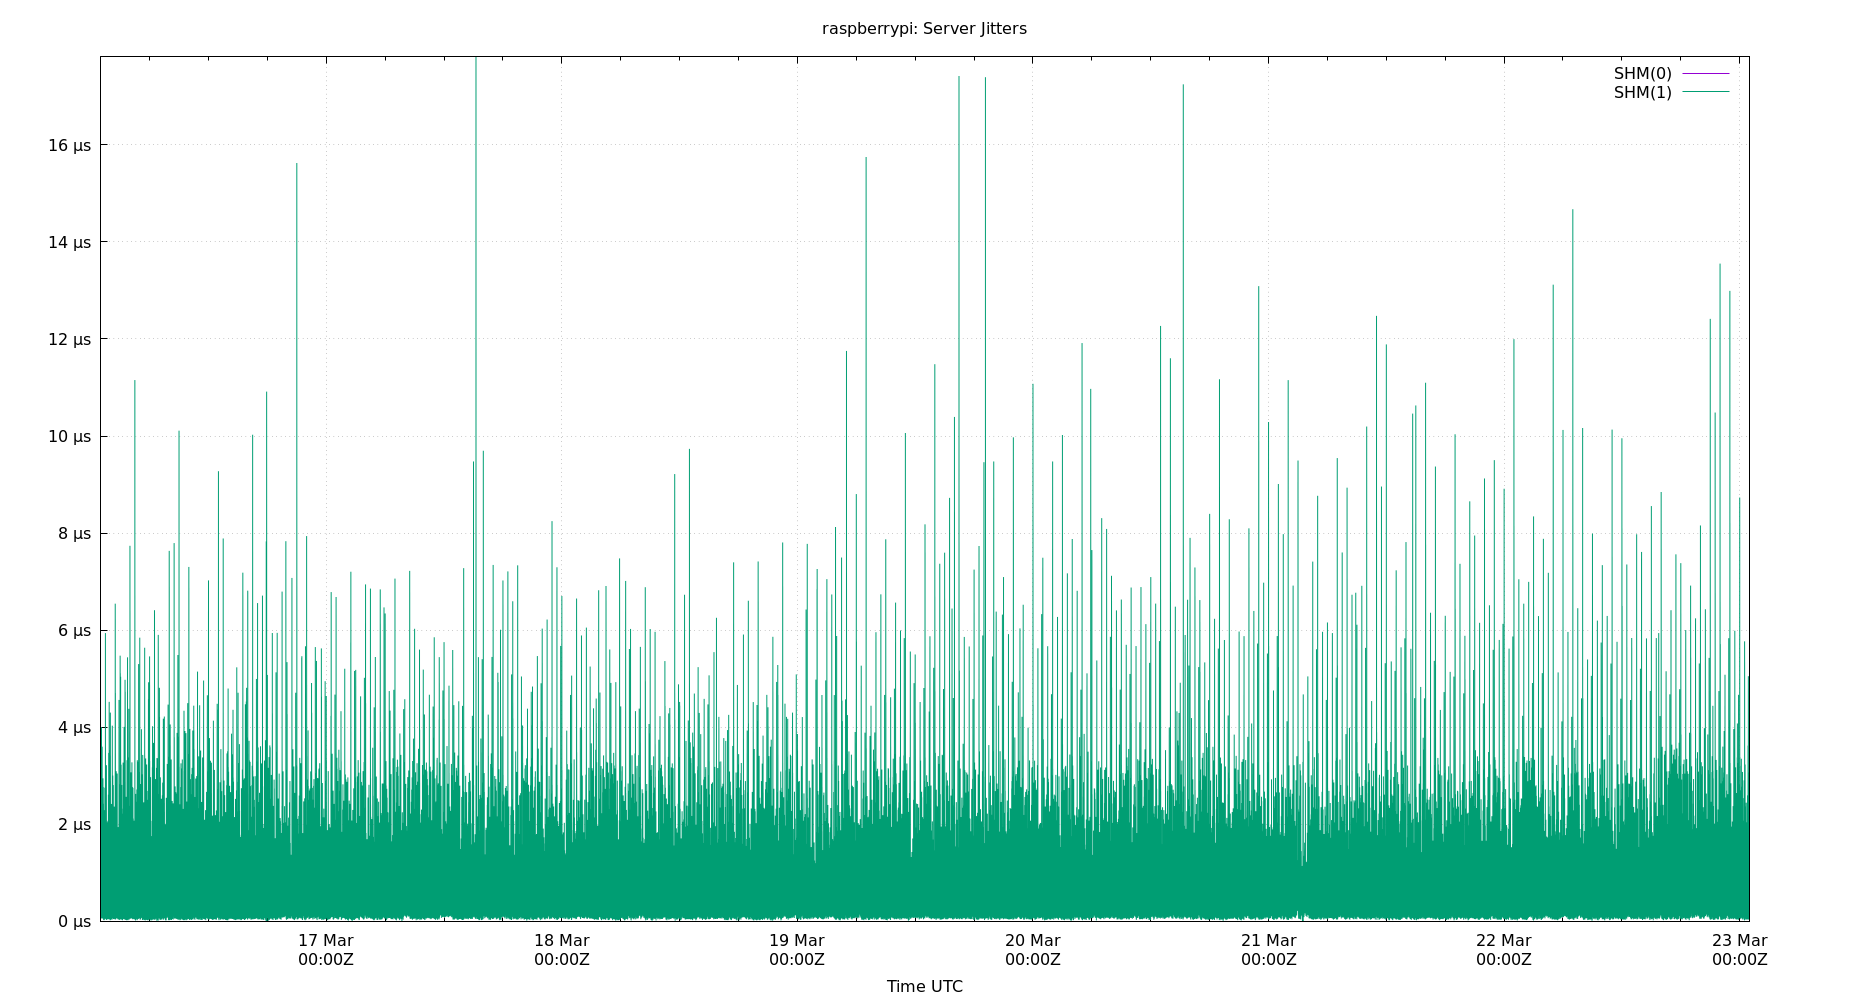 raspberrypi: Server Jitters
SHM(0)
SHM(1)
16 µs
14 µs
12 µs
10 µs
8 µs
6 µs
4 µs
2 µs
0 µs
17 Mar 18 Mar 19 Mar 20 Mar 21 Mar 22 Mar 23 Mar
00:00Z 00:00Z 00:00Z 00:00Z 00:00Z 00:00Z 00:00Z
Time UTC